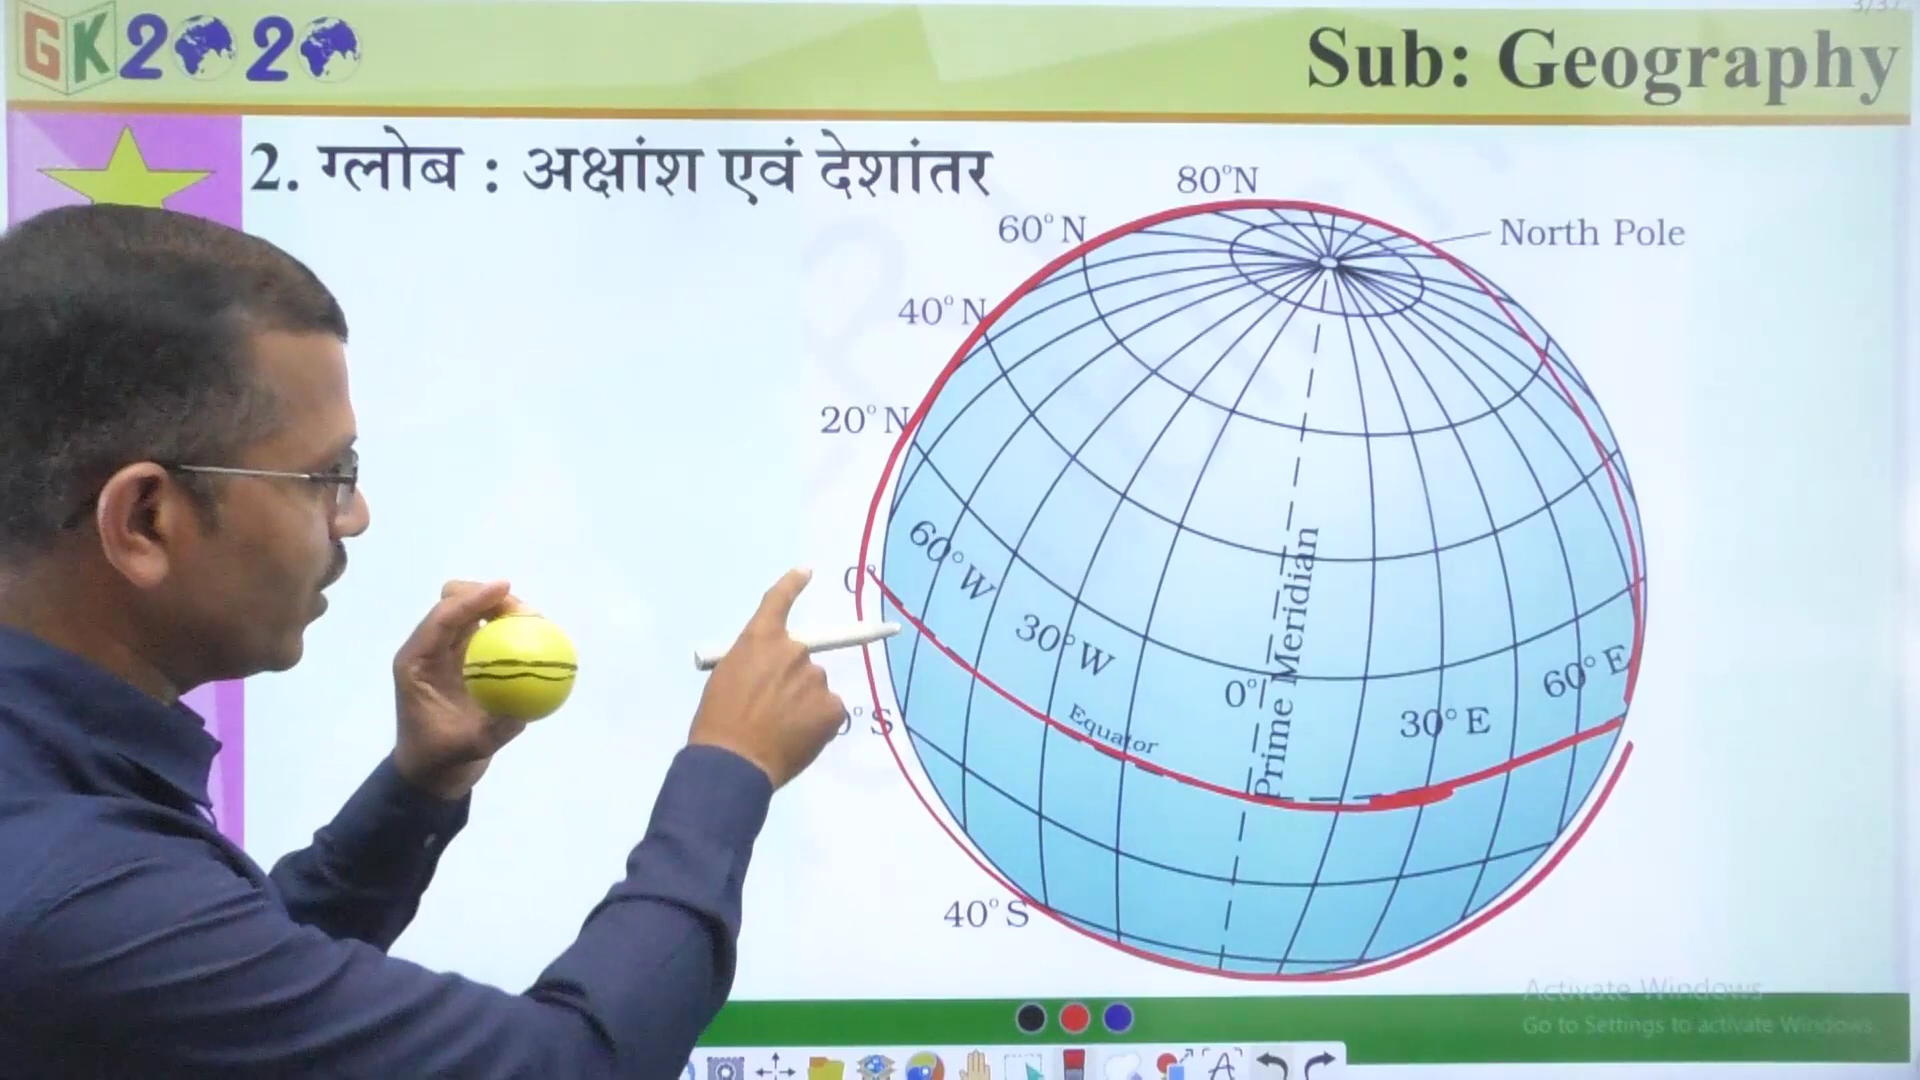 GK2020
Sub: Geography
2. ग्लोब : अक्षांश एवं देशांतर
80°N
60°N
North Pole
40°N
20°N
0°
60°W
30°W
0°
Prime Meridian
30°E
60°E
Equator
40°S
Activate Windows
Go to Settings to activate Windows.